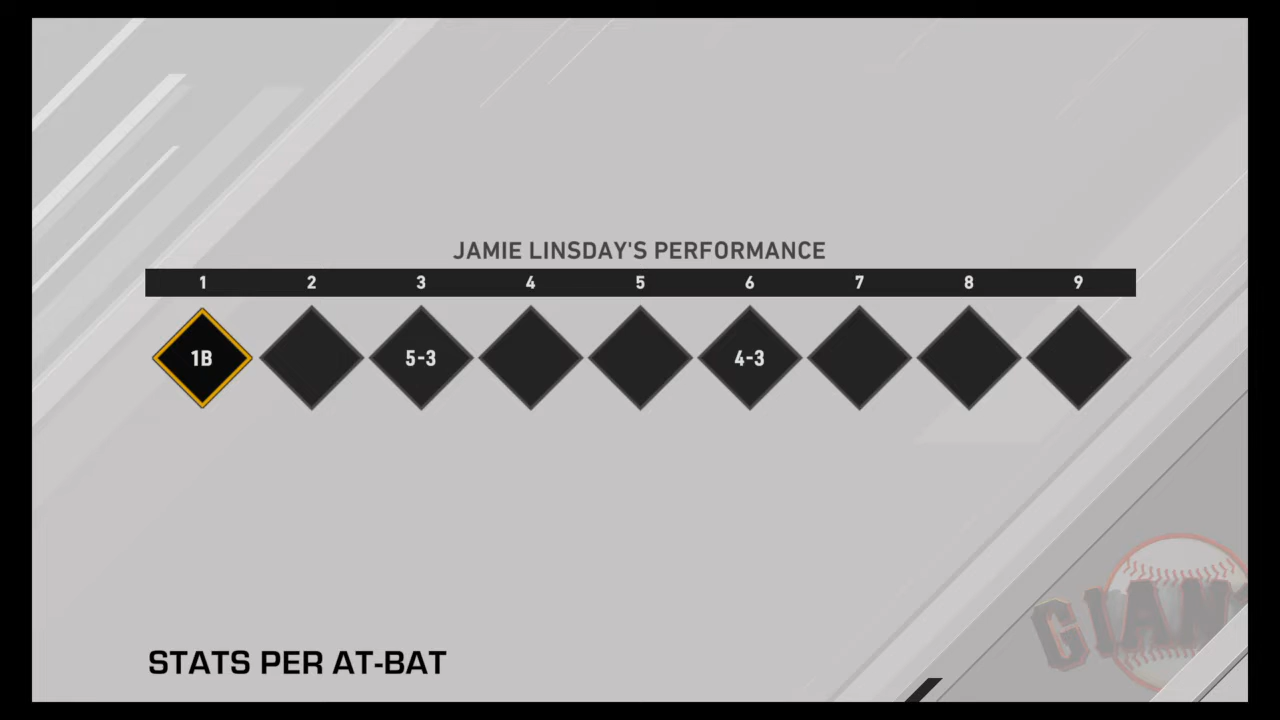 JAMIE LINSDAY'S PERFORMANCE
1 2 3 4 5 6 7 8 9
1B 5-3 4-3
STATS PER AT-BAT
GIANT